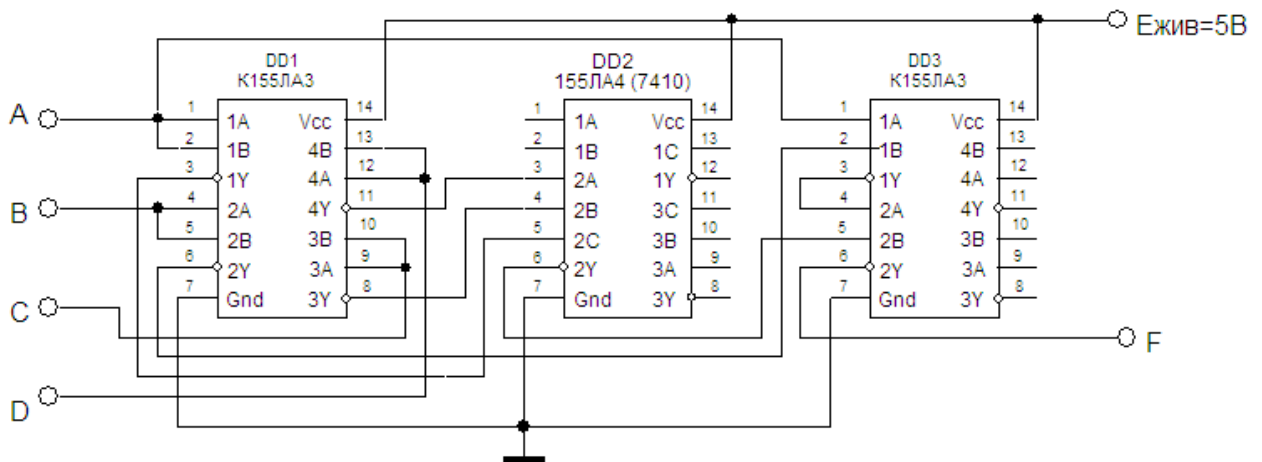 Eжив=5В
DD1
К155ЛА3
DD2
155ЛА4 (7410)
DD3
К155ЛА3
A
B
C
D
F
1 1A Vcc 14
2 1B 4B 13
3 1Y 4A 12
4 2A 4Y 11
5 2B 3B 10
6 2Y 3A 9
7 Gnd 3Y 8
1 1A Vcc 14
2 1B 1C 13
3 2A 1Y 12
4 2B 3C 11
5 2C 3B 10
6 2Y 3A 9
7 Gnd 3Y 8
1 1A Vcc 14
2 1B 4B 13
3 1Y 4A 12
4 2A 4Y 11
5 2B 3B 10
6 2Y 3A 9
7 Gnd 3Y 8